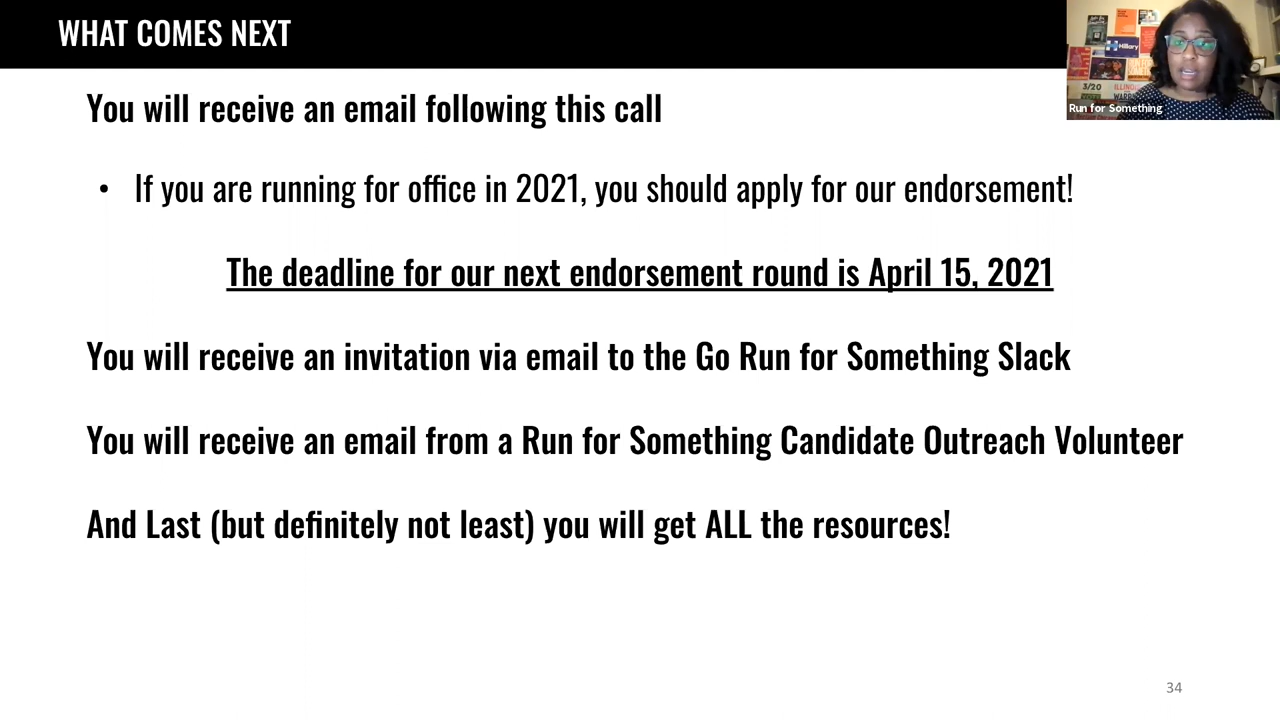 WHAT COMES NEXT
You will receive an email following this call
• If you are running for office in 2021, you should apply for our endorsement!
The deadline for our next endorsement round is April 15, 2021
You will receive an invitation via email to the Go Run for Something Slack
You will receive an email from a Run for Something Candidate Outreach Volunteer
And Last (but definitely not least) you will get ALL the resources!
34
Hillary
3/20
Run for Something